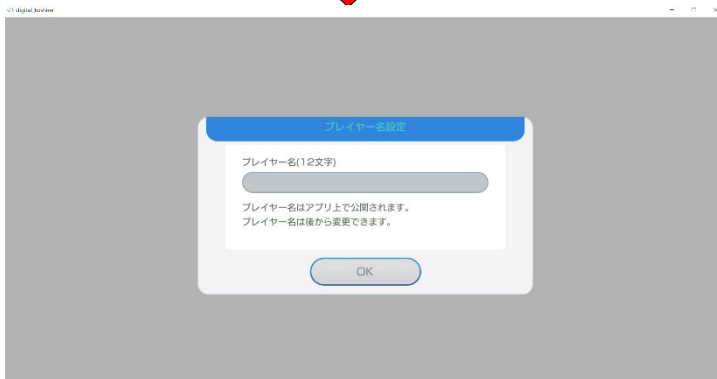 digital_koshien
プレイヤー名設定
プレイヤー名(12文字)
プレイヤー名はアプリ上で公開されます。
プレイヤー名は後から変更できます。
OK